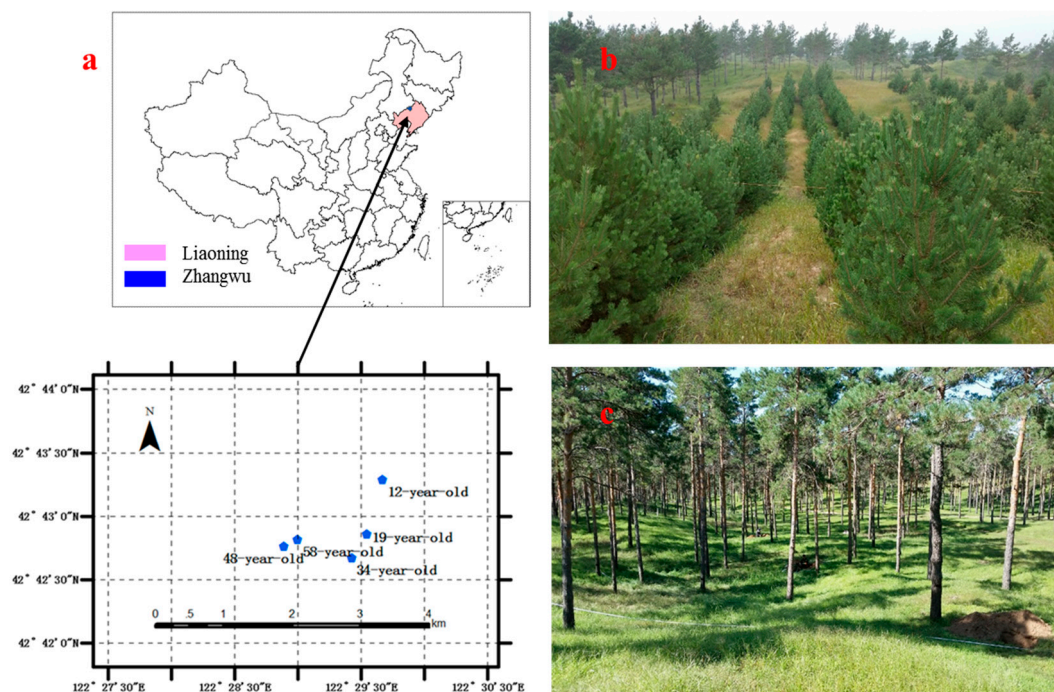 a
Liaoning
Zhangwu
b
42° 44′0″N
42° 43′30″N
42° 43′0″N
42° 42′30″N
42° 42′0″N
N
12-year-old
19-year-old
58-year-old
48-year-old
34-year-old
0 .5 1 2 3 4
km
122° 27′30″E 122° 28′30″E 122° 29′30″E 122° 30′30″E
c